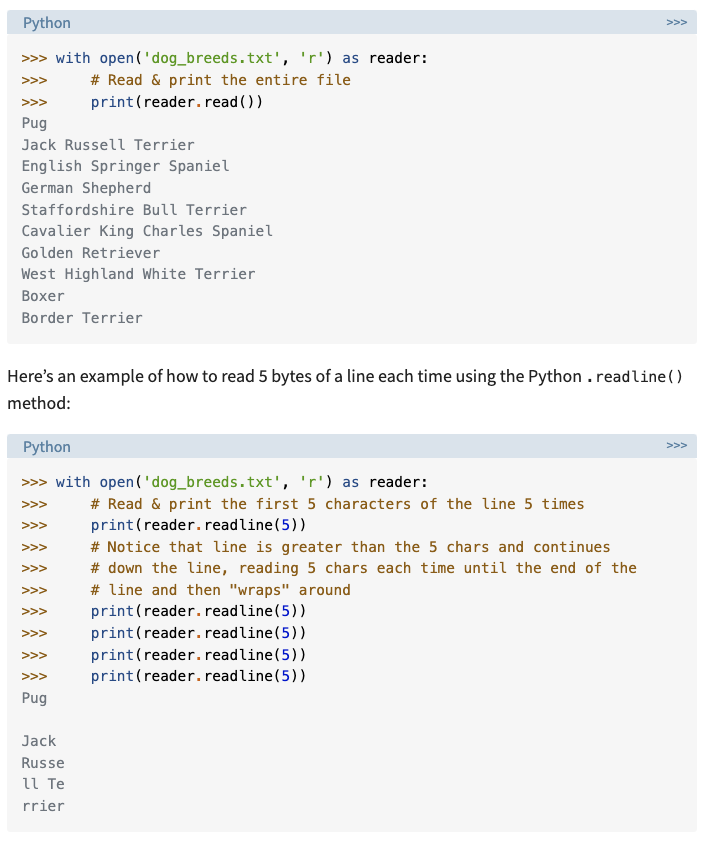 Python >>>
>>> with open('dog_breeds.txt', 'r') as reader:
>>>     # Read & print the entire file
>>>     print(reader.read())
Pug
Jack Russell Terrier
English Springer Spaniel
German Shepherd
Staffordshire Bull Terrier
Cavalier King Charles Spaniel
Golden Retriever
West Highland White Terrier
Boxer
Border Terrier
Here’s an example of how to read 5 bytes of a line each time using the Python .readline()
method:
Python >>>
>>> with open('dog_breeds.txt', 'r') as reader:
>>>     # Read & print the first 5 characters of the line 5 times
>>>     print(reader.readline(5))
>>>     # Notice that line is greater than the 5 chars and continues
>>>     # down the line, reading 5 chars each time until the end of the
>>>     # line and then "wraps" around
>>>     print(reader.readline(5))
>>>     print(reader.readline(5))
>>>     print(reader.readline(5))
>>>     print(reader.readline(5))
Pug

Jack
Russe
ll Te
rrier